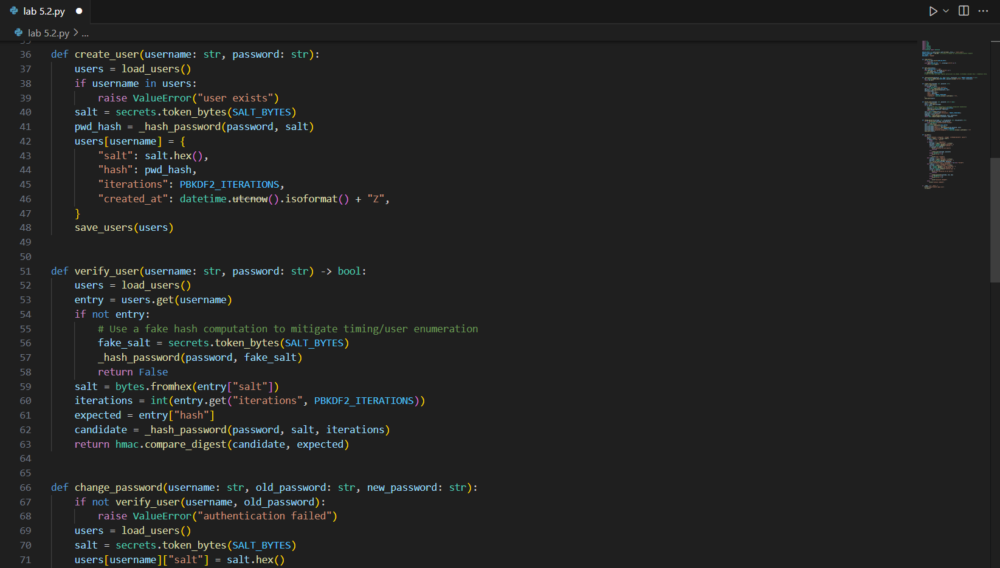 lab 5.2.py
lab 5.2.py > ...
35
36 def create_user(username: str, password: str):
37     users = load_users()
38     if username in users:
39         raise ValueError("user exists")
40     salt = secrets.token_bytes(SALT_BYTES)
41     pwd_hash = _hash_password(password, salt)
42     users[username] = {
43         "salt": salt.hex(),
44         "hash": pwd_hash,
45         "iterations": PBKDF2_ITERATIONS,
46         "created_at": datetime.utcnow().isoformat() + "Z",
47     }
48     save_users(users)
49
50
51 def verify_user(username: str, password: str) -> bool:
52     users = load_users()
53     entry = users.get(username)
54     if not entry:
55         # Use a fake hash computation to mitigate timing/user enumeration
56         fake_salt = secrets.token_bytes(SALT_BYTES)
57         _hash_password(password, fake_salt)
58         return False
59     salt = bytes.fromhex(entry["salt"])
60     iterations = int(entry.get("iterations", PBKDF2_ITERATIONS))
61     expected = entry["hash"]
62     candidate = _hash_password(password, salt, iterations)
63     return hmac.compare_digest(candidate, expected)
64
65
66 def change_password(username: str, old_password: str, new_password: str):
67     if not verify_user(username, old_password):
68         raise ValueError("authentication failed")
69     users = load_users()
70     salt = secrets.token_bytes(SALT_BYTES)
71     users[username]["salt"] = salt.hex()